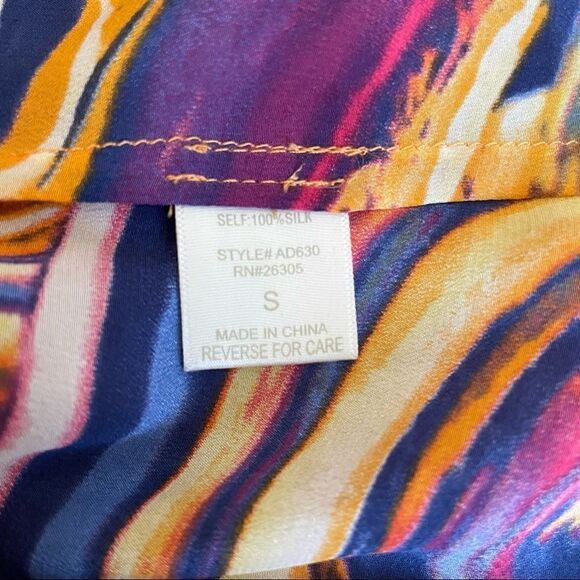 SELF:100%SILK
STYLE# AD630
RN#26305
S
MADE IN CHINA
REVERSE FOR CARE